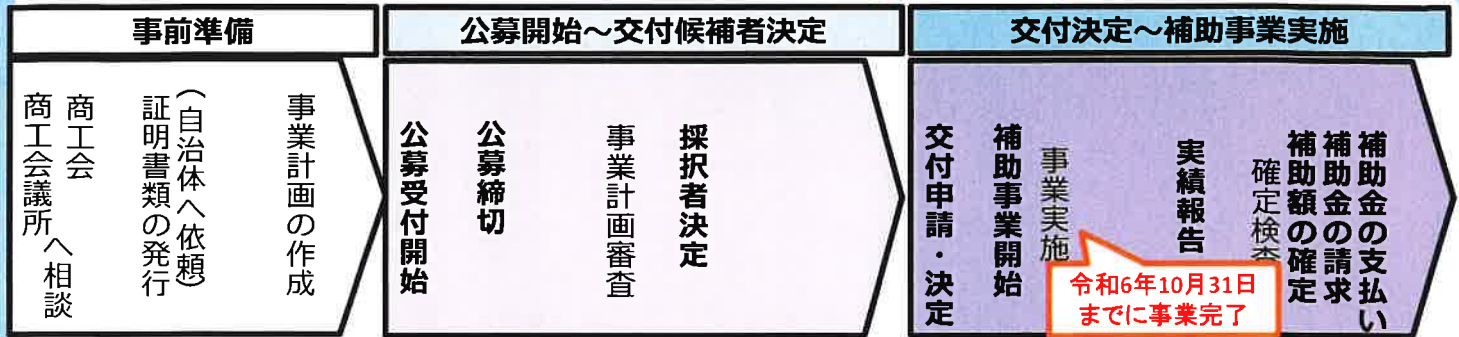 事前準備
商工会
商工会議所
へ相談
証明書類の発行
（自治体へ依頼）
事業計画の作成
公募開始～交付候補者決定
公募受付開始
公募締切
事業計画審査
採択者決定
交付決定～補助事業実施
交付申請・決定
補助事業開始
事業実施
令和6年10月31日
までに事業完了
実績報告
確定検査
補助額の確定
補助金の請求
補助金の支払い